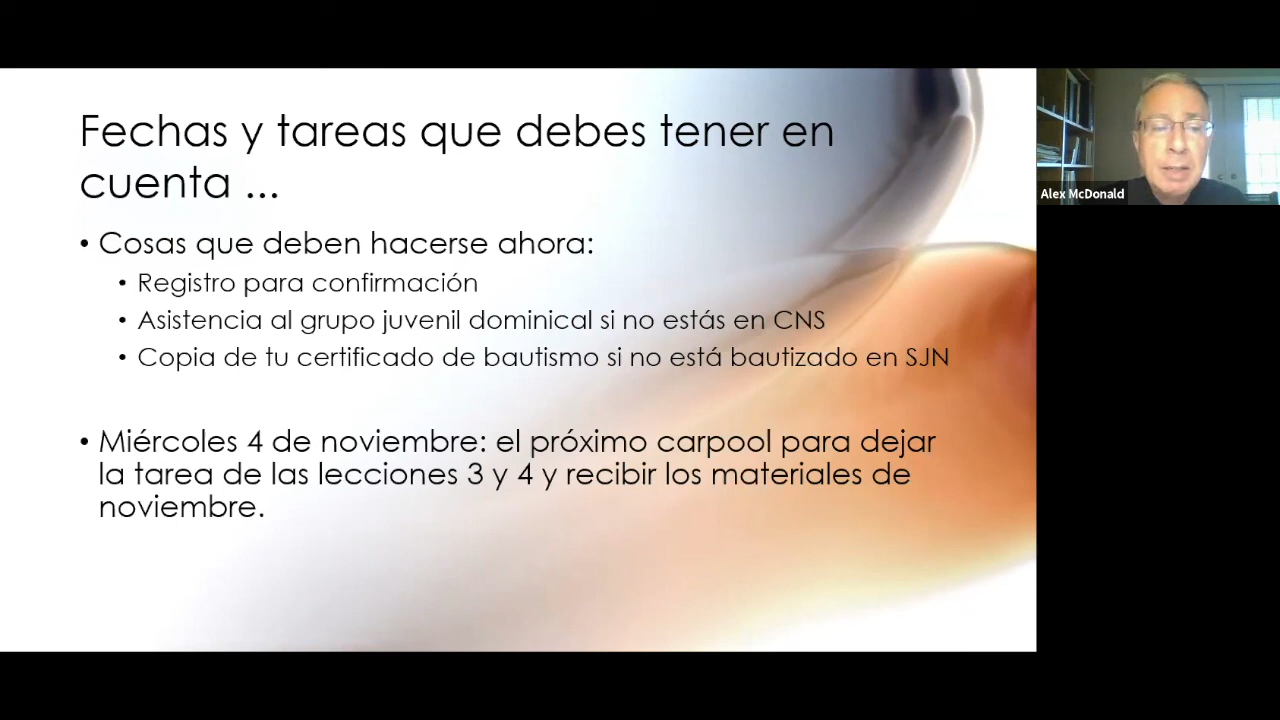 Fechas y tareas que debes tener en
cuenta ...
• Cosas que deben hacerse ahora:
• Registro para confirmación
• Asistencia al grupo juvenil dominical si no estás en CNS
• Copia de tu certificado de bautismo si no está bautizado en SJN
• Miércoles 4 de noviembre: el próximo carpool para dejar
la tarea de las lecciones 3 y 4 y recibir los materiales de
noviembre.
Alex McDonald